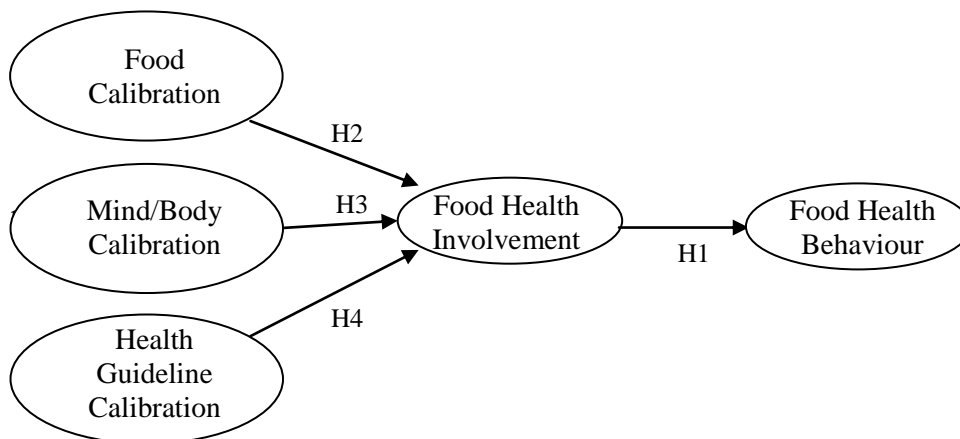 Food
Calibration
H2
Mind/Body
Calibration
H3
Food Health
Involvement
Food Health
Behaviour
H1
H4
Health
Guideline
Calibration